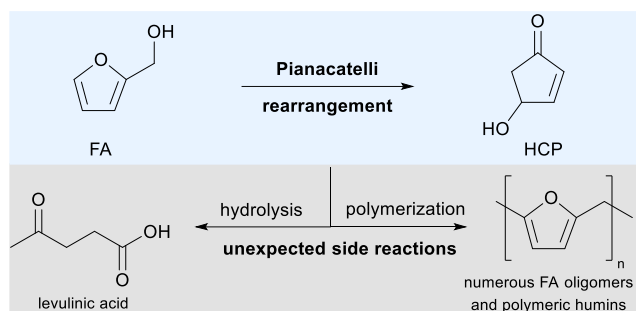 OH
O
FA
Pianacatelli
rearrangement
O
HO
HCP
O
OH
O
levulinic acid
hydrolysis
polymerization
unexpected side reactions
O
n
numerous FA oligomers
and polymeric humins